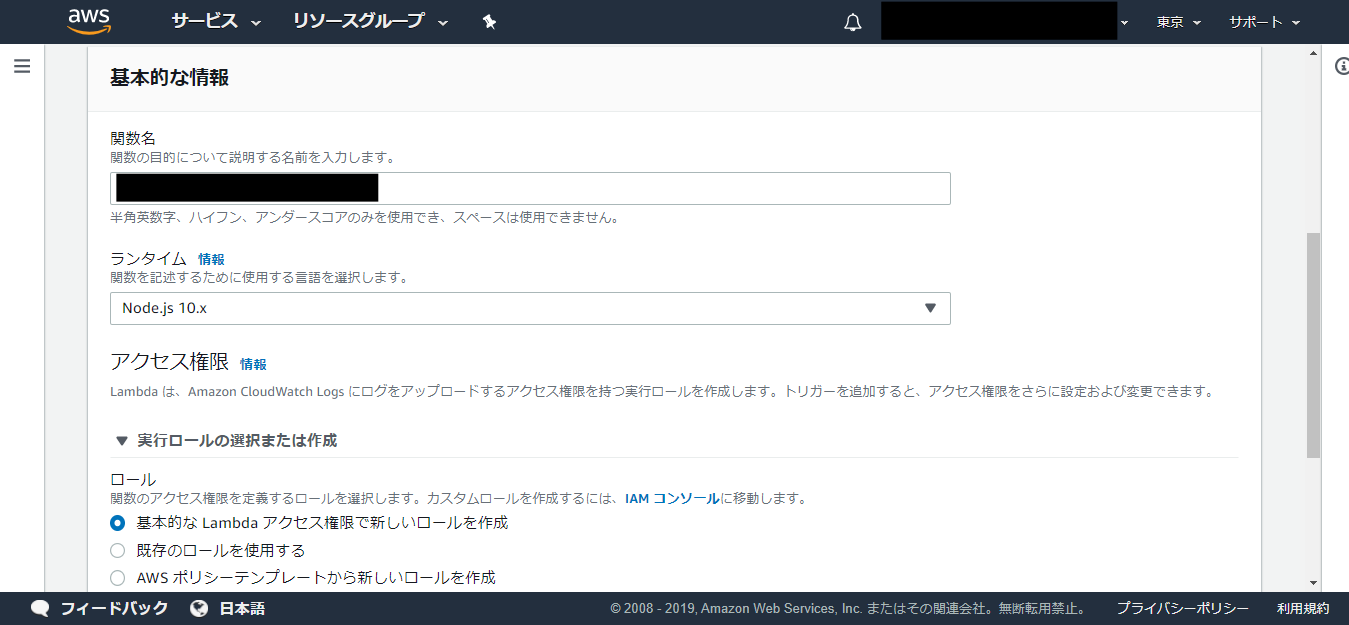 aws サービス リソースグループ 東京 サポート
基本的な情報
関数名
関数の目的について説明する名前を入力します。
半角英数字、ハイフン、アンダースコアのみを使用でき、スペースは使用できません。
ランタイム 情報
関数を記述するために使用する言語を選択します。
Node.js 10.x
アクセス権限 情報
Lambda は、Amazon CloudWatch Logs にログをアップロードするアクセス権限を持つ実行ロールを作成します。トリガーを追加すると、アクセス権限をさらに設定および変更できます。
実行ロールの選択または作成
ロール
関数のアクセス権限を定義するロールを選択します。カスタムロールを作成するには、IAM コンソールに移動します。
基本的な Lambda アクセス権限で新しいロールを作成
既存のロールを使用する
AWS ポリシーテンプレートから新しいロールを作成
フィードバック 日本語 © 2008 - 2019, Amazon Web Services, Inc. またはその関連会社。無断転用禁止。 プライバシーポリシー 利用規約